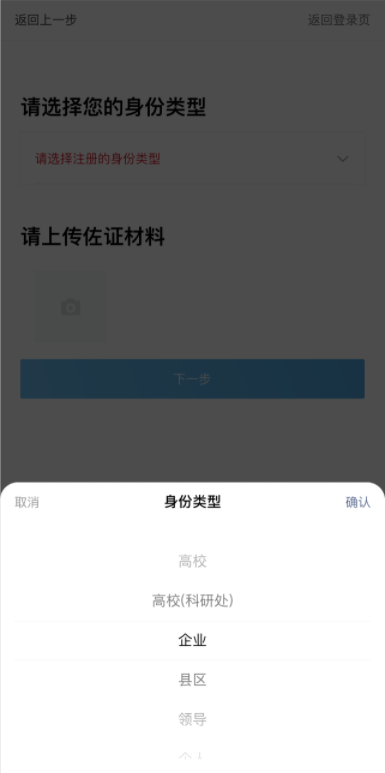 返回上一步
返回登录页
请选择您的身份类型
请选择注册的身份类型
请上传佐证材料
下一步
取消
身份类型
确认
高校
高校(科研处)
企业
县区
领导
个人